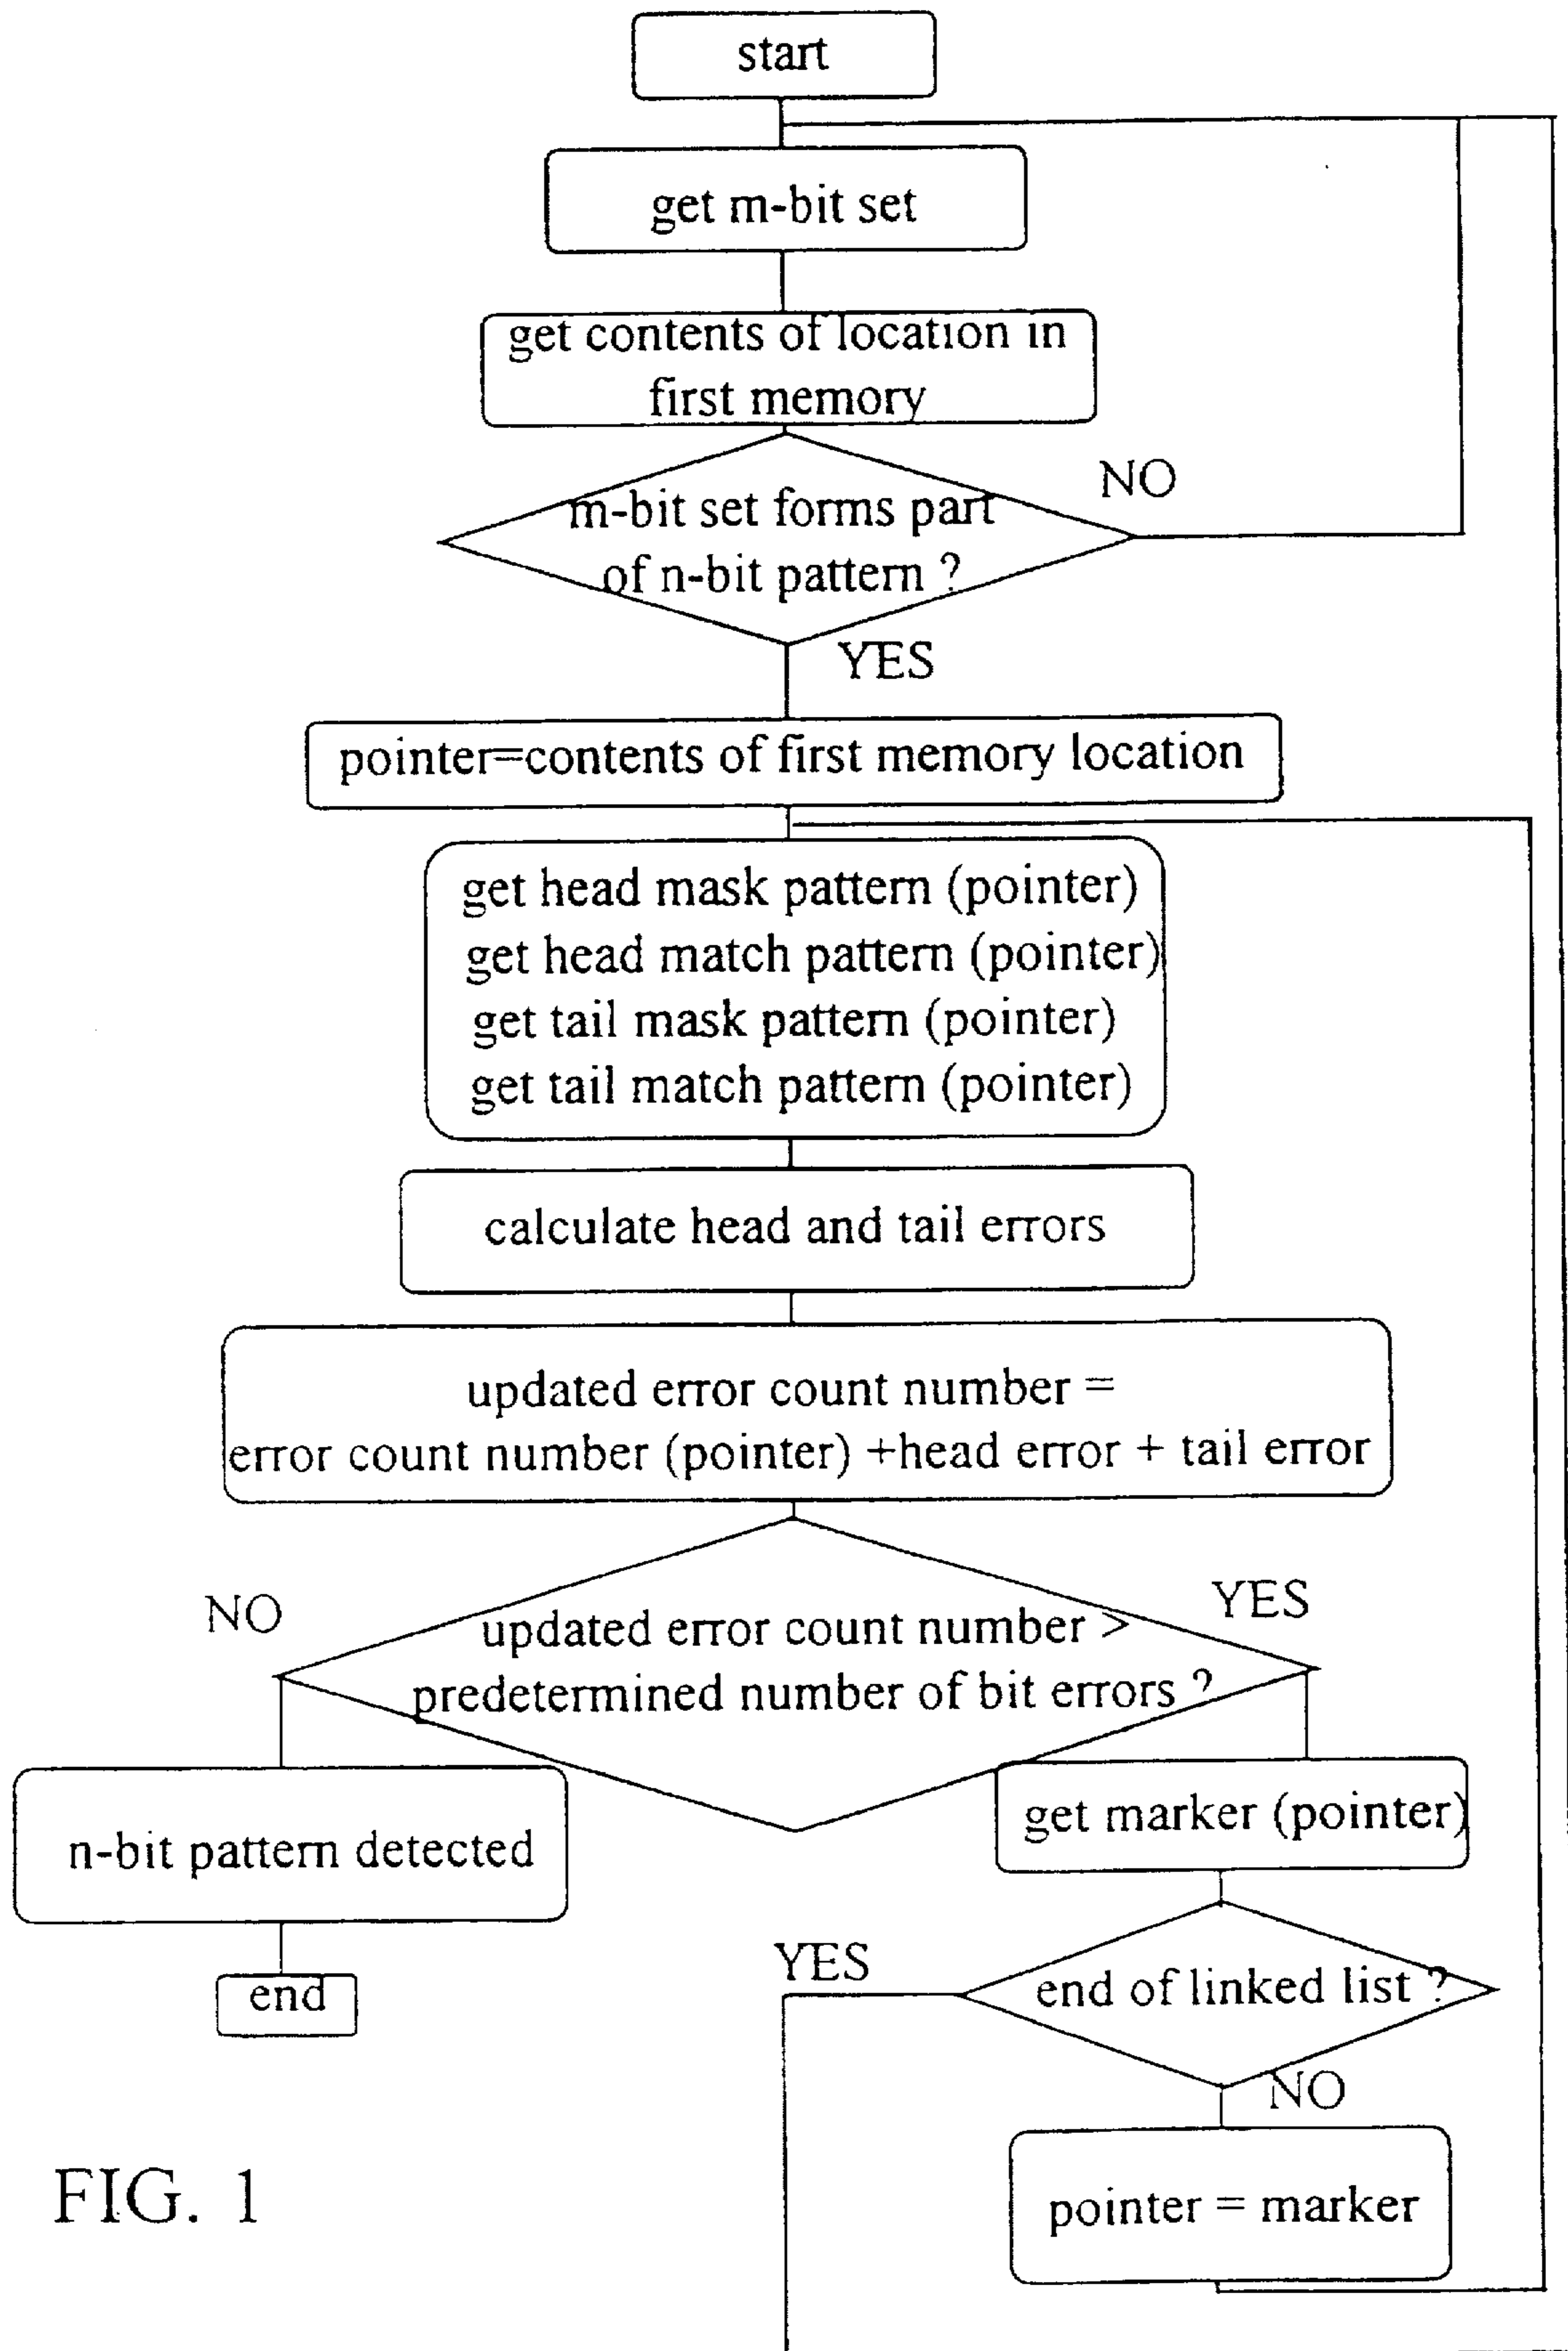 start
get m-bit set
get contents of location in
first memory
m-bit set forms part
of n-bit pattern ?
NO
YES
pointer=contents of first memory location
get head mask pattern (pointer)
get head match pattern (pointer)
get tail mask pattern (pointer)
get tail match pattern (pointer)
calculate head and tail errors
updated error count number =
error count number (pointer) +head error + tail error
NO
YES
updated error count number >
predetermined number of bit errors ?
n-bit pattern detected
get marker (pointer)
end
YES
end of linked list ?
NO
pointer = marker
FIG. 1